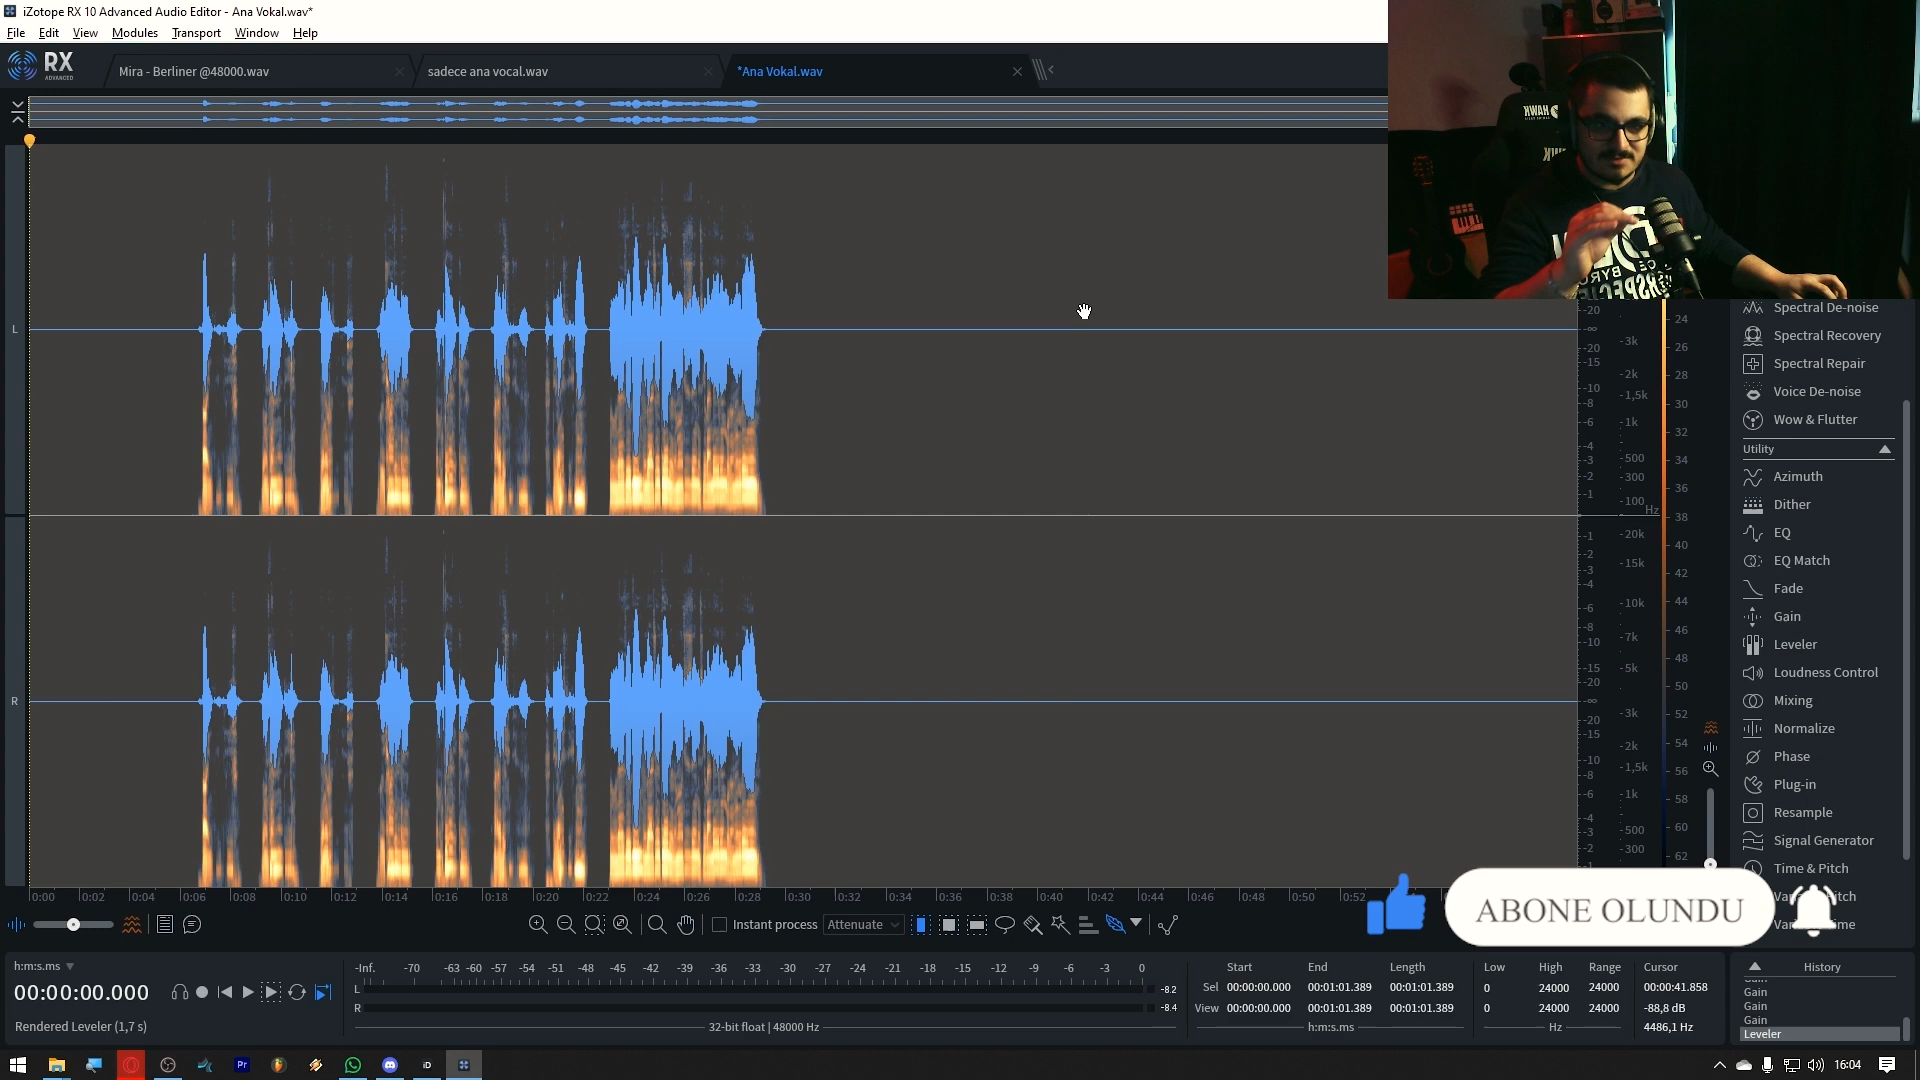 iZotope RX 10 Advanced Audio Editor - Ana Vokal.wav*
File Edit View Modules Transport Window Help
RX
ADVANCED
Mira - Berliner @48000.wav
sadece ana vocal.wav
*Ana Vokal.wav
HAWK
L
R
-20
-∞
-20
-15
-10
-8
-6
-4
-3
-2
-1
-3k
-2k
-1,5k
-1k
-500
-300
-100
Hz
-1
-2
-3
-4
-6
-8
-10
-15
-20
-∞
-20
-15
-10
-8
-6
-4
-3
-2
-20k
-15k
-10k
-7k
-5k
-3k
-2k
-1,5k
-1k
-500
-300
24
26
28
30
32
34
36
38
40
42
44
46
48
50
52
54
56
58
60
62
Spectral De-noise
Spectral Recovery
Spectral Repair
Voice De-noise
Wow & Flutter
Utility
Azimuth
Dither
EQ
EQ Match
Fade
Gain
Leveler
Loudness Control
Mixing
Normalize
Phase
Plug-in
Resample
Signal Generator
Time & Pitch
0:00 0:02 0:04 0:06 0:08 0:10 0:12 0:14 0:16 0:18 0:20 0:22 0:24 0:26 0:28 0:30 0:32 0:34 0:36 0:38 0:40 0:42 0:44 0:46 0:48 0:50 0:52
ABONE OLUNDU
Instant process Attenuate
h:m:s.ms
00:00:00.000
Rendered Leveler (1,7 s)
-Inf. -70 -63 -60 -57 -54 -51 -48 -45 -42 -39 -36 -33 -30 -27 -24 -21 -18 -15 -12 -9 -6 -3 0
L -8.2
R -8.4
32-bit float | 48000 Hz
Start End Length
Sel 00:00:00.000 00:01:01.389 00:01:01.389
View 00:00:00.000 00:01:01.389 00:01:01.389
h:m:s.ms
Low High Range
0 24000 24000
0 24000 24000
Hz
Cursor
00:00:41.858
-88,8 dB
4486,1 Hz
History
Gain
Gain
Gain
Leveler
Pr
iD
16:04